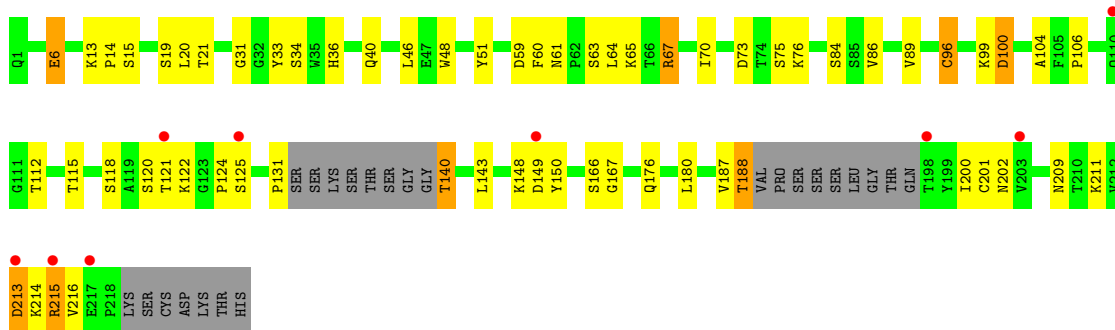 Q1 E6 K13 P14 S15 S19 L20 T21 G31 G32 Y33 S34 W35 H36 Q40 L46 E47 W48 Y51 D59 F60 N61 P62 S63 L64 K65 T66 R67 I70 D73 T74 S75 K76 S84 S85 V86 V89 C96 K99 D100 A104 F105 P106 Q110
G111 T112 T115 S118 A119 S120 T121 K122 G123 P124 S125 P131 SER SER LYS SER THR SER GLY GLY T140 L143 K148 D149 Y150 S166 G167 Q176 L180 V187 T188 VAL PRO SER SER SER LEU GLY THR GLN T198 Y199 I200 C201 N202 V203 N209 T210 K211 V212
D213 K214 R215 V216 E217 P218 LYS SER CYS ASP LYS THR HIS